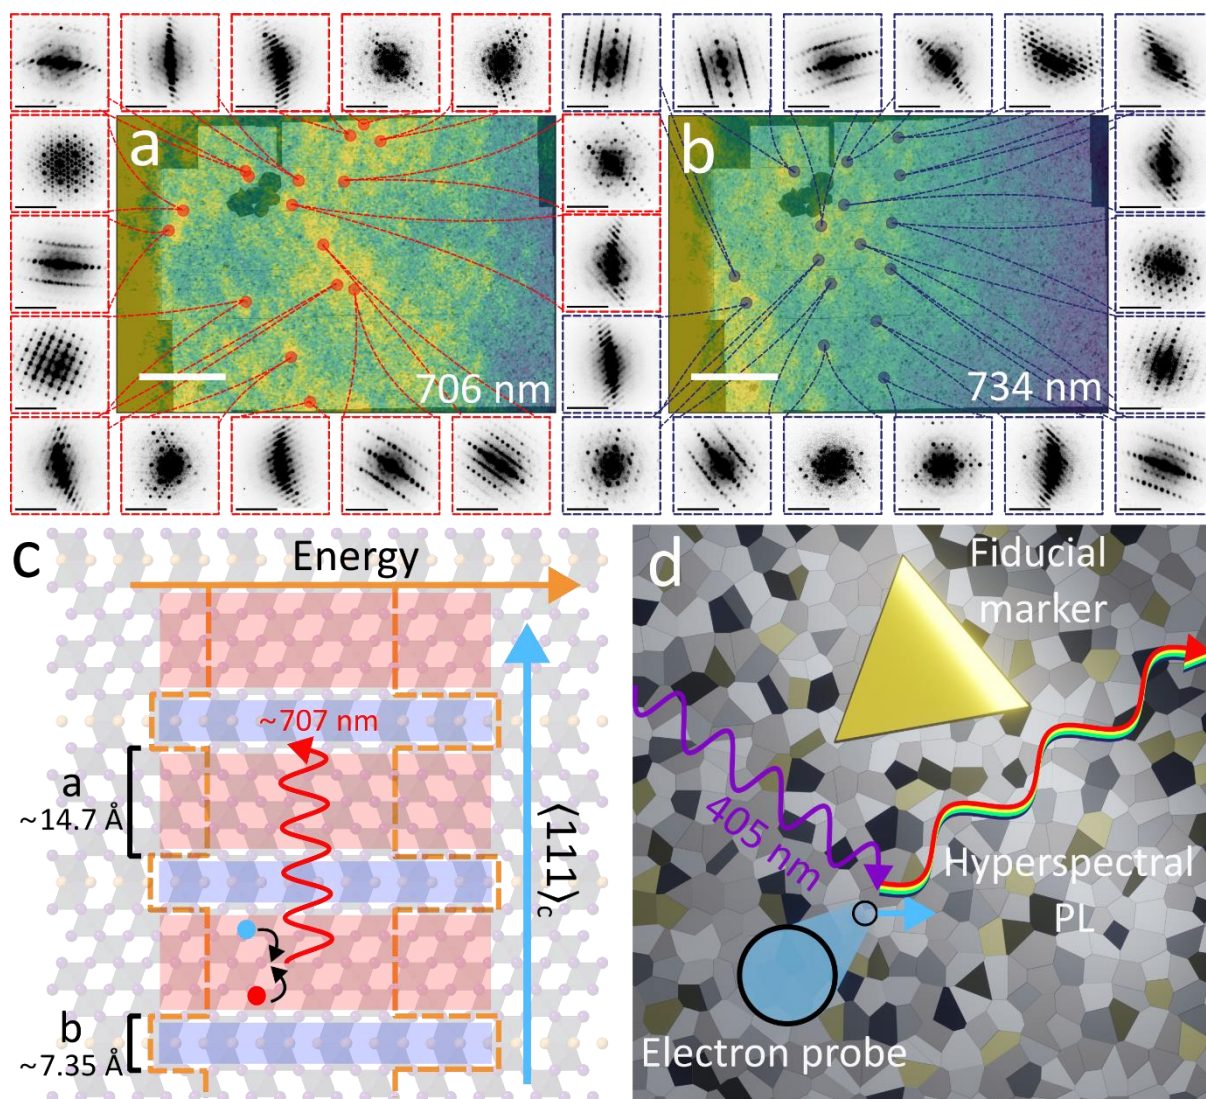 a
706 nm
b
734 nm
c
Energy
~707 nm
a
~14.7 Å
⟨111⟩c
b
~7.35 Å
d
Fiducial
marker
405 nm
Hyperspectral
PL
Electron probe